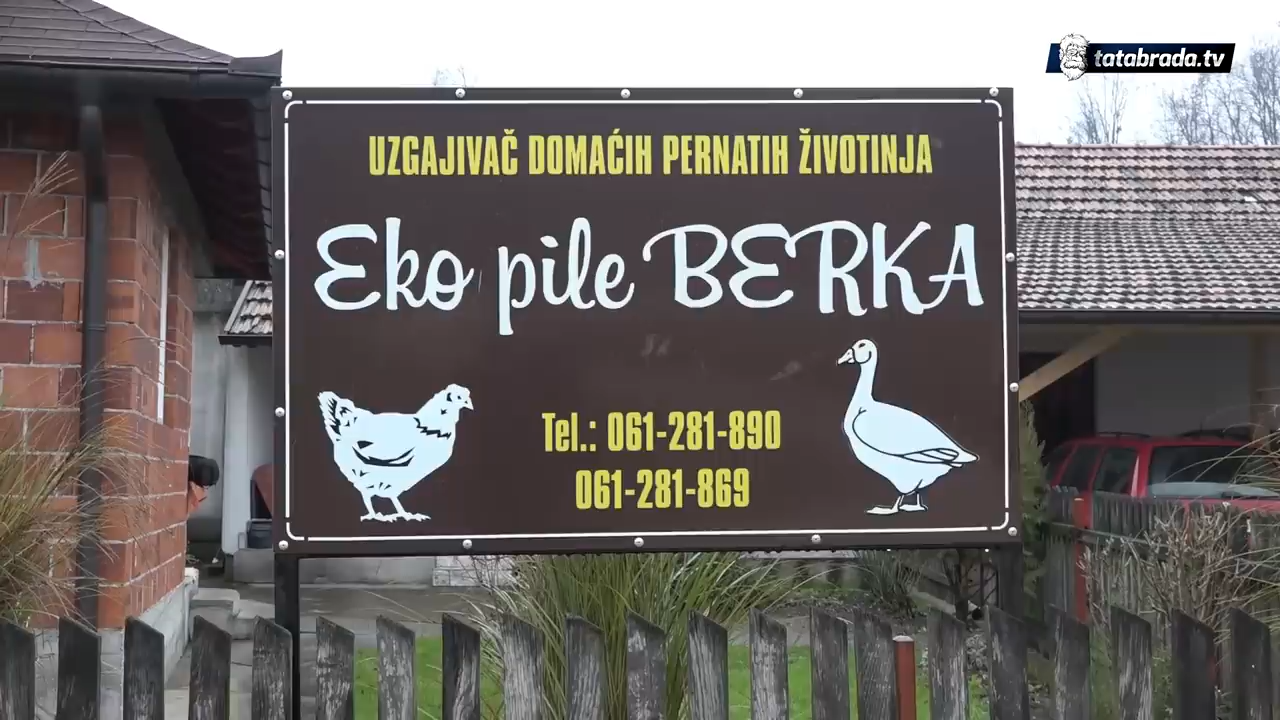 tatabrada.tv
UZGAJIVAČ DOMAĆIH PERNATIH ŽIVOTINJA
Eko pile BERKA
Tel.: 061-281-890
061-281-869